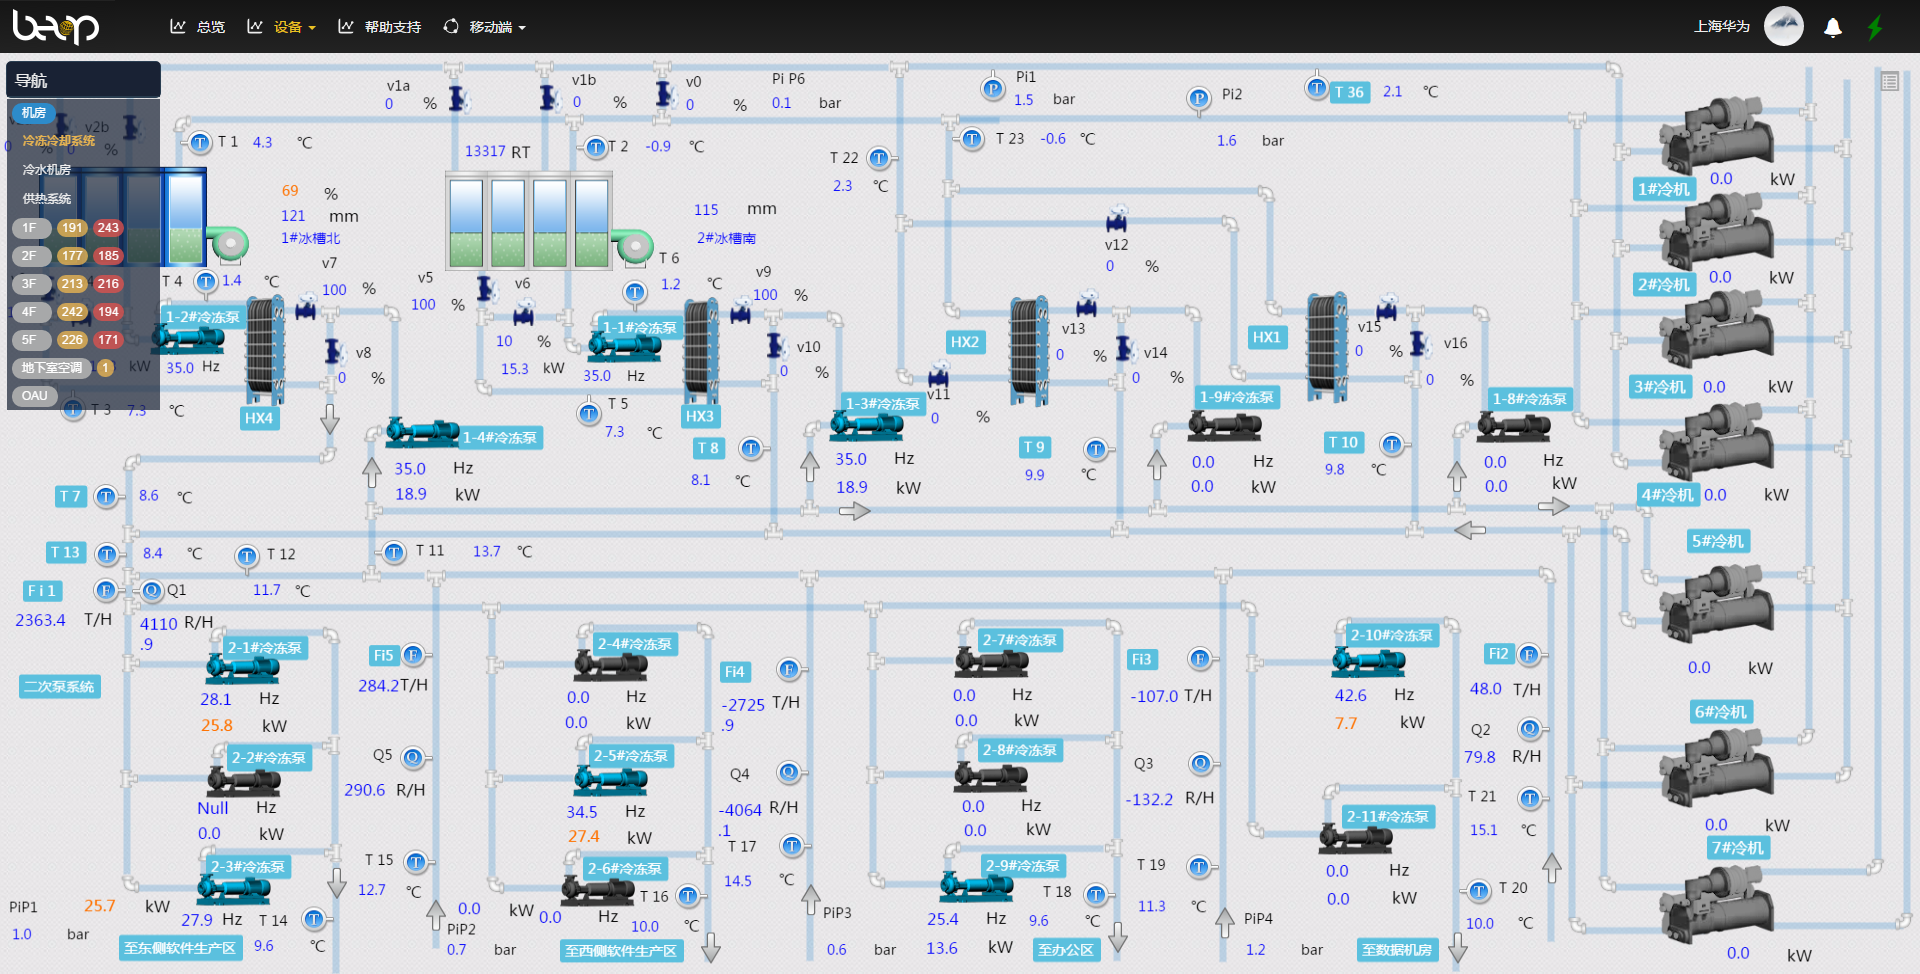 beop
总览
设备
帮助支持
移动端
上海华为
导航
机房
冷冻冷却系统
冷水机房
供热系统
1F 191 243
2F 177 185
3F 213 216
4F 242 194
5F 226 171
地下室空调 1
OAU
v2b
%
v1a
0 %
v1b
0 %
v0
0 %
Pi P6
0.1 bar
Pi1
1.5 bar
Pi2
1.6 bar
T 36 2.1 ℃
T 1 4.3 ℃
T 2 -0.9 ℃
T 22
2.3 ℃
T 23 -0.6 ℃
13317 RT
69 %
121 mm
1#冰槽北
115 mm
2#冰槽南
T 4 1.4 ℃
T 6
1.2 ℃
v7
100 %
v5
100 %
v6
10 %
15.3 kW
v9
100 %
v8
0 %
v10
0 %
v12
0 %
v13
0 %
v14
0 %
v15
0 %
v16
0 %
v11
0 %
1-2#冷冻泵
kW 35.0 Hz
1-1#冷冻泵
35.0 Hz
HX4
HX3
HX2
HX1
T 3 7.3 ℃
T 5
7.3 ℃
1-4#冷冻泵
35.0 Hz
18.9 kW
1-3#冷冻泵
35.0 Hz
18.9 kW
1-9#冷冻泵
0.0 Hz
0.0 kW
1-8#冷冻泵
0.0 Hz
0.0 kW
T 8
8.1 ℃
T 9
9.9 ℃
T 10
9.8 ℃
1#冷机 0.0 kW
2#冷机 0.0 kW
3#冷机 0.0 kW
4#冷机 0.0 kW
5#冷机
0.0 kW
6#冷机
0.0 kW
7#冷机
0.0 kW
T 7 8.6 ℃
T 13 8.4 ℃
T 12
11.7 ℃
T 11 13.7 ℃
Fi1
2363.4 T/H
Q1
4110
.9 R/H
二次泵系统
2-1#冷冻泵
28.1 Hz
25.8 kW
2-2#冷冻泵
Null Hz
0.0 kW
2-3#冷冻泵
25.7 kW
27.9 Hz
PiP1
1.0 bar
T 14
9.6 ℃
至东侧软件生产区
Fi5
284.2 T/H
Q5
290.6 R/H
T 15
12.7 ℃
PiP2
0.7 bar
2-4#冷冻泵
0.0 Hz
0.0 kW
2-5#冷冻泵
34.5 Hz
27.4 kW
2-6#冷冻泵
0.0 kW
0.0 Hz
T 16
10.0 ℃
至西侧软件生产区
Fi4
-2725
.9 T/H
Q4
-4064
.1 R/H
T 17
14.5 ℃
PiP3
0.6 bar
2-7#冷冻泵
0.0 Hz
0.0 kW
2-8#冷冻泵
0.0 Hz
0.0 kW
2-9#冷冻泵
25.4 Hz
13.6 kW
T 18
9.6 ℃
至办公区
Fi3
-107.0 T/H
Q3
-132.2 R/H
T 19
11.3 ℃
PiP4
1.2 bar
2-10#冷冻泵
42.6 Hz
7.7 kW
2-11#冷冻泵
0.0 Hz
0.0 kW
Fi2
48.0 T/H
Q2
79.8 R/H
T 21
15.1 ℃
T 20
10.0 ℃
至数据机房